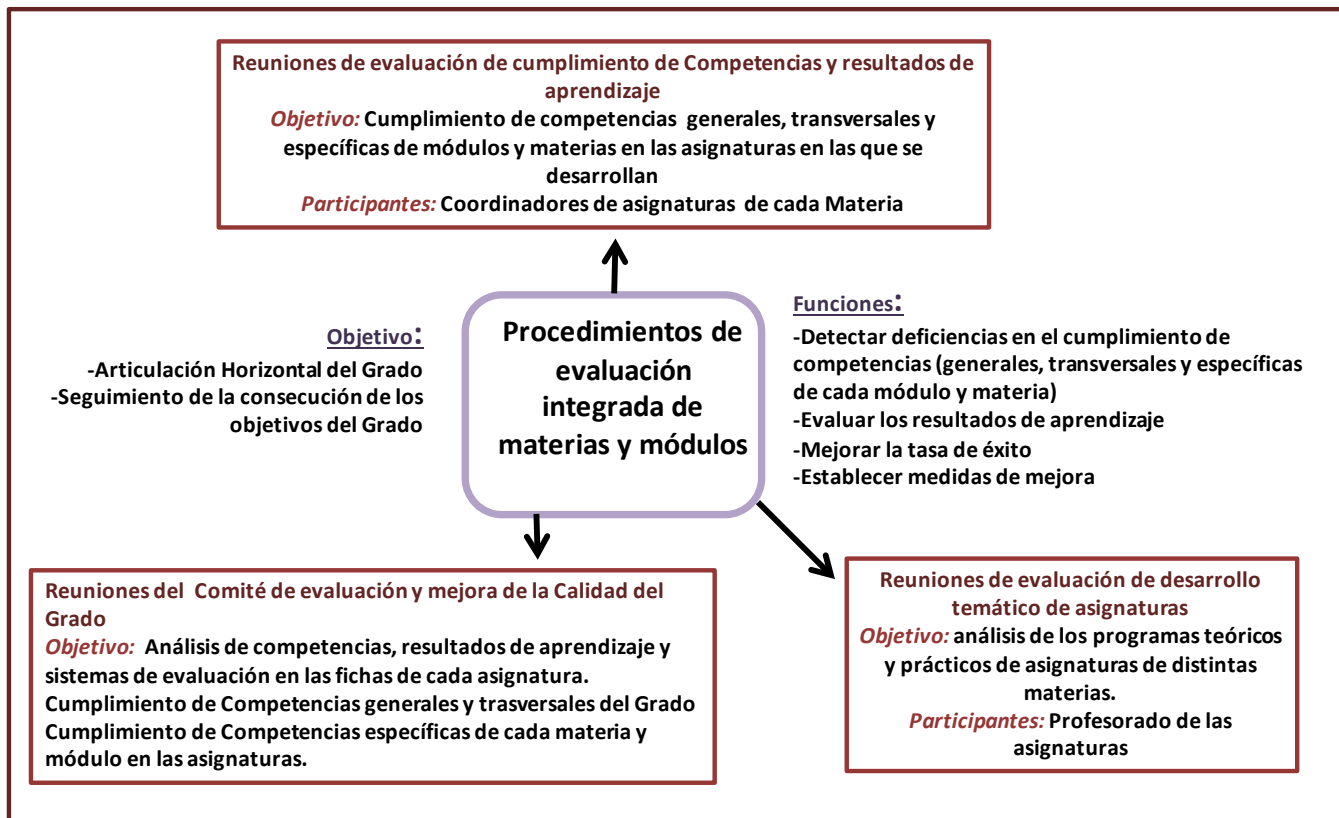 Reuniones de evaluación de cumplimiento de Competencias y resultados de
aprendizaje
Objetivo: Cumplimiento de competencias generales, transversales y
específicas de módulos y materias en las asignaturas en las que se
desarrollan
Participantes: Coordinadores de asignaturas de cada Materia
Objetivo:
-Articulación Horizontal del Grado
-Seguimiento de la consecución de los
objetivos del Grado
Procedimientos de
evaluación
integrada de
materias y módulos
Funciones:
-Detectar deficiencias en el cumplimiento de
competencias (generales, transversales y específicas
de cada módulo y materia)
-Evaluar los resultados de aprendizaje
-Mejorar la tasa de éxito
-Establecer medidas de mejora
Reuniones del Comité de evaluación y mejora de la Calidad del
Grado
Objetivo: Análisis de competencias, resultados de aprendizaje y
sistemas de evaluación en las fichas de cada asignatura.
Cumplimiento de Competencias generales y trasversales del Grado
Cumplimiento de Competencias específicas de cada materia y
módulo en las asignaturas.
Reuniones de evaluación de desarrollo
temático de asignaturas
Objetivo: análisis de los programas teóricos
y prácticos de asignaturas de distintas
materias.
Participantes: Profesorado de las
asignaturas